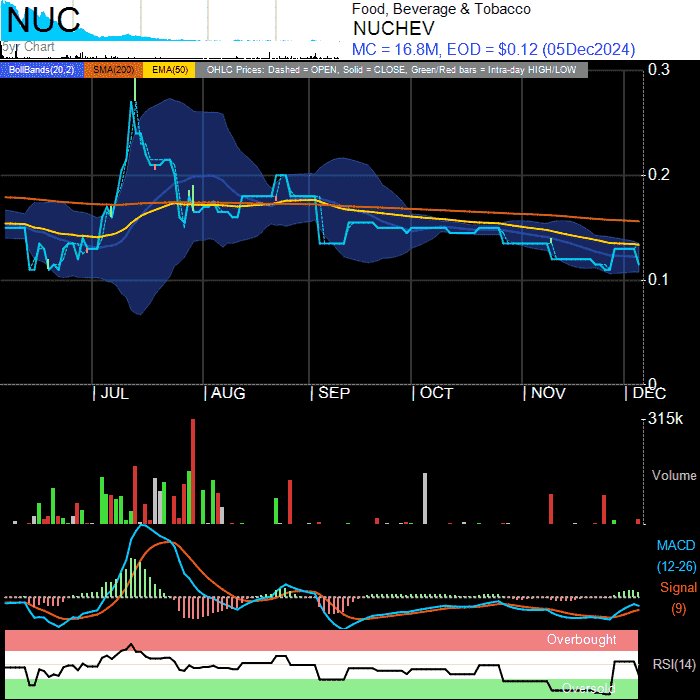 NUC
5yr Chart
Food, Beverage & Tobacco
NUCHEV
MC = 16.8M, EOD = $0.12 (05Dec2024)
BollBands(20,2) SMA(200) EMA(50) OHLC Prices: Dashed = OPEN, Solid = CLOSE, Green/Red bars = Intra-day HIGH/LOW
0.3
0.2
0.1
0
JUL AUG SEP OCT NOV DEC
315k
Volume
MACD
(12-26)
Signal
(9)
Overbought
RSI(14)
Oversold